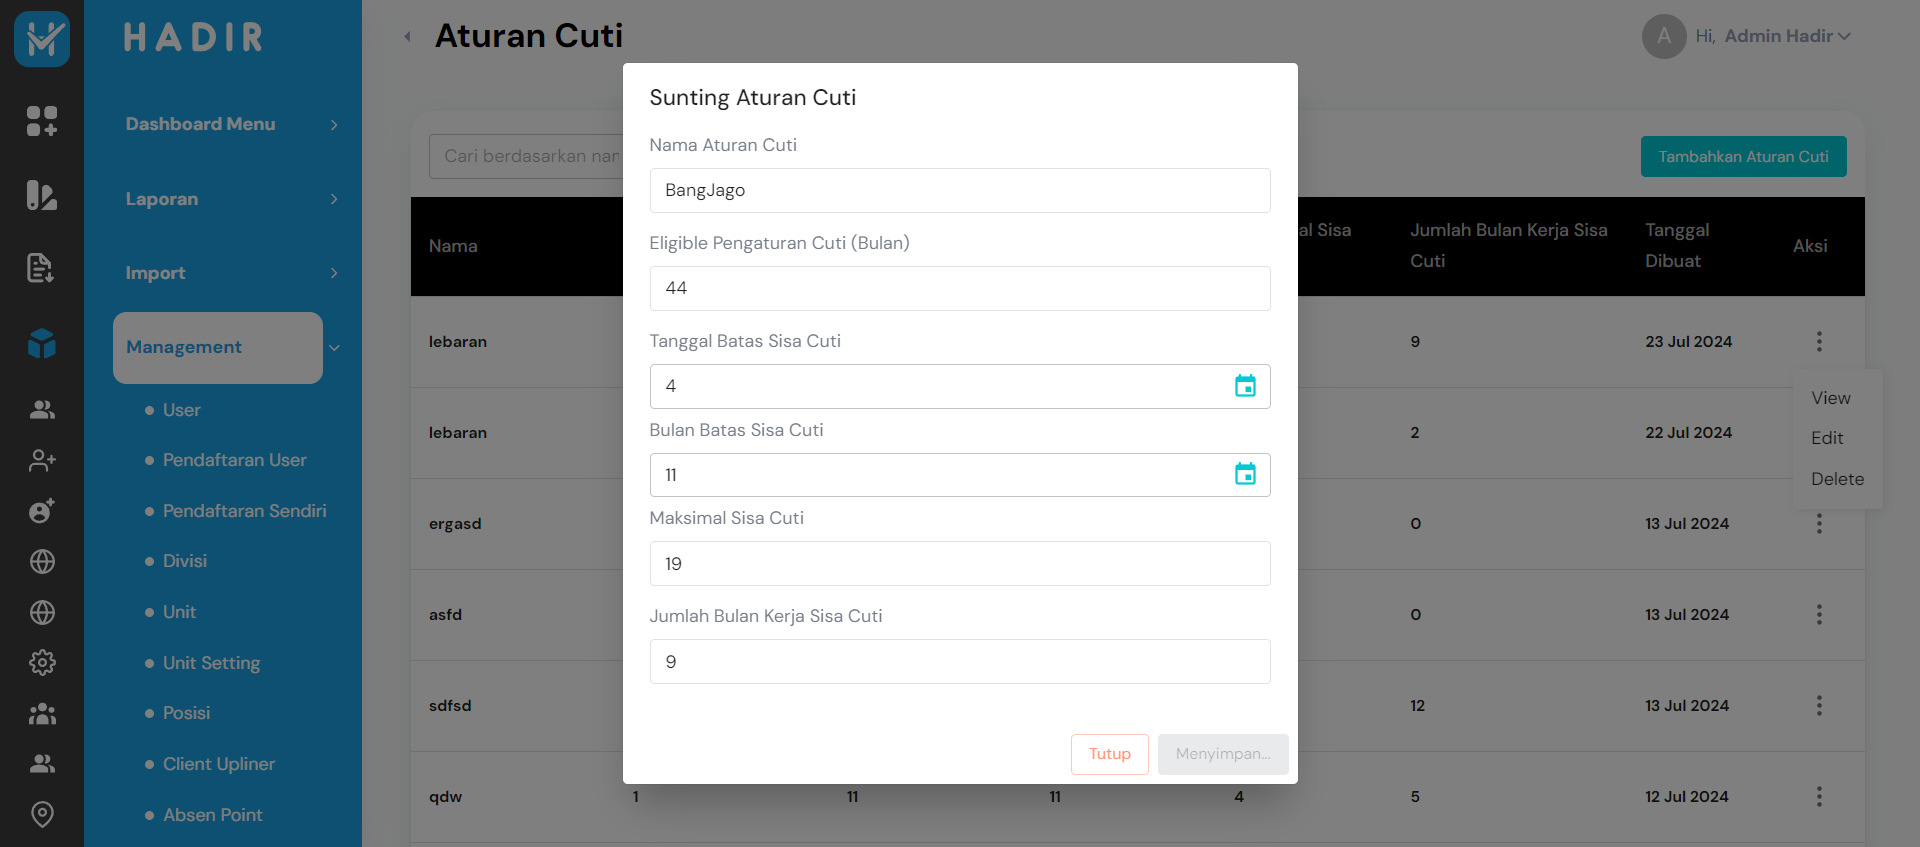 HADIR
Aturan Cuti
A Hi, Admin Hadir
Dashboard Menu
Laporan
Import
Management
User
Pendaftaran User
Pendaftaran Sendiri
Divisi
Unit
Unit Setting
Posisi
Client Upliner
Absen Point
Cari berdasarkan nar
Tambahkan Aturan Cuti
Sunting Aturan Cuti
Nama Aturan Cuti
BangJago
Eligible Pengaturan Cuti (Bulan)
44
Tanggal Batas Sisa Cuti
4
Bulan Batas Sisa Cuti
11
Maksimal Sisa Cuti
19
Jumlah Bulan Kerja Sisa Cuti
9
Tutup Menyimpan...
Nama al Sisa Jumlah Bulan Kerja Sisa Cuti Tanggal Dibuat Aksi
lebaran 9 23 Jul 2024
lebaran 2 22 Jul 2024
ergasd 0 13 Jul 2024
asfd 0 13 Jul 2024
sdfsd 12 13 Jul 2024
qdw 1 11 11 4 5 12 Jul 2024
View
Edit
Delete